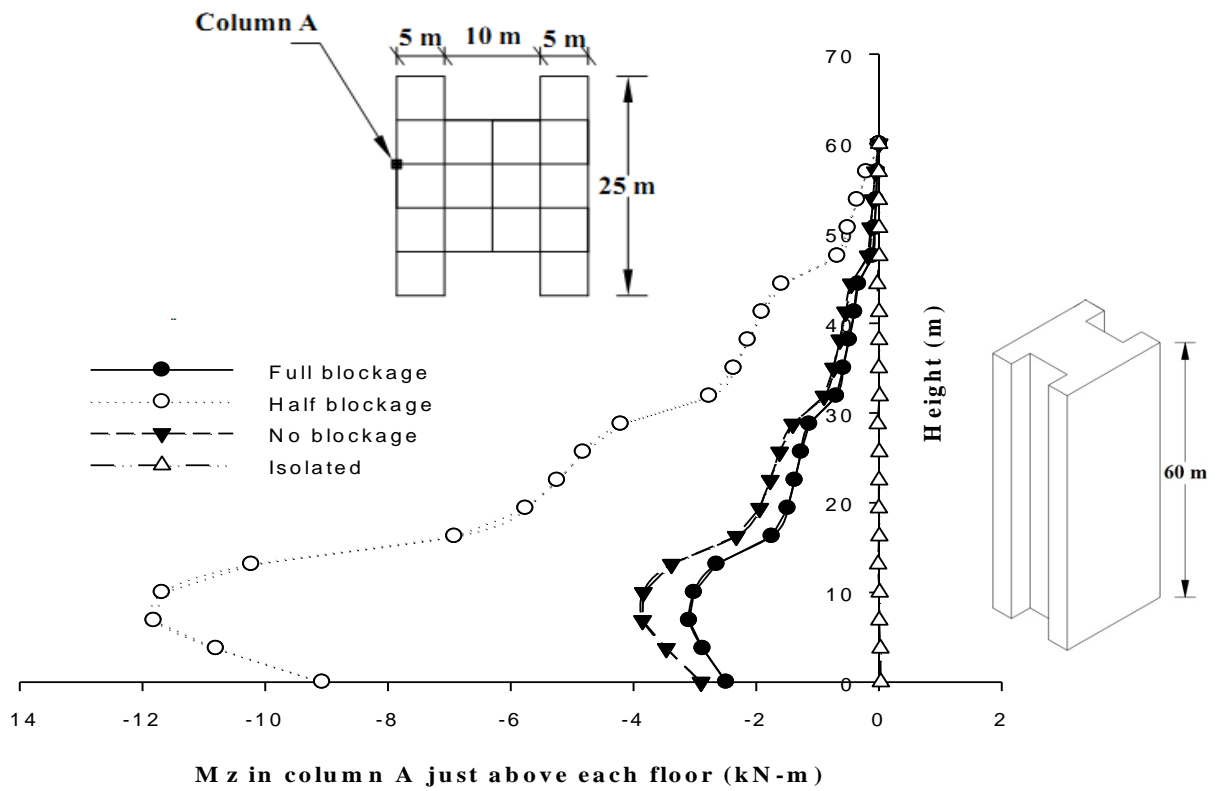 Column A
5 m 10 m 5 m
25 m
Full blockage
Half blockage
No blockage
Isolated
70
60
50
40
30
20
10
0
Height (m)
60 m
14 -12 -10 -8 -6 -4 -2 0 2
Mz in column A just above each floor (kN-m)